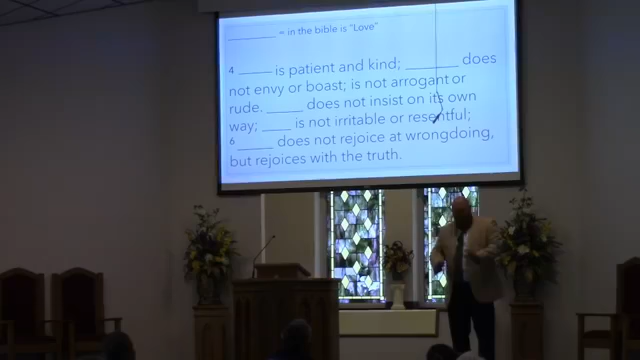 _________ = in the bible is "Love"
4 _____ is patient and kind; ________ does
not envy or boast; is not arrogant or
rude. _____ does not insist on its own
way; ____ is not irritable or resentful;
6 _____ does not rejoice at wrongdoing,
but rejoices with the truth.